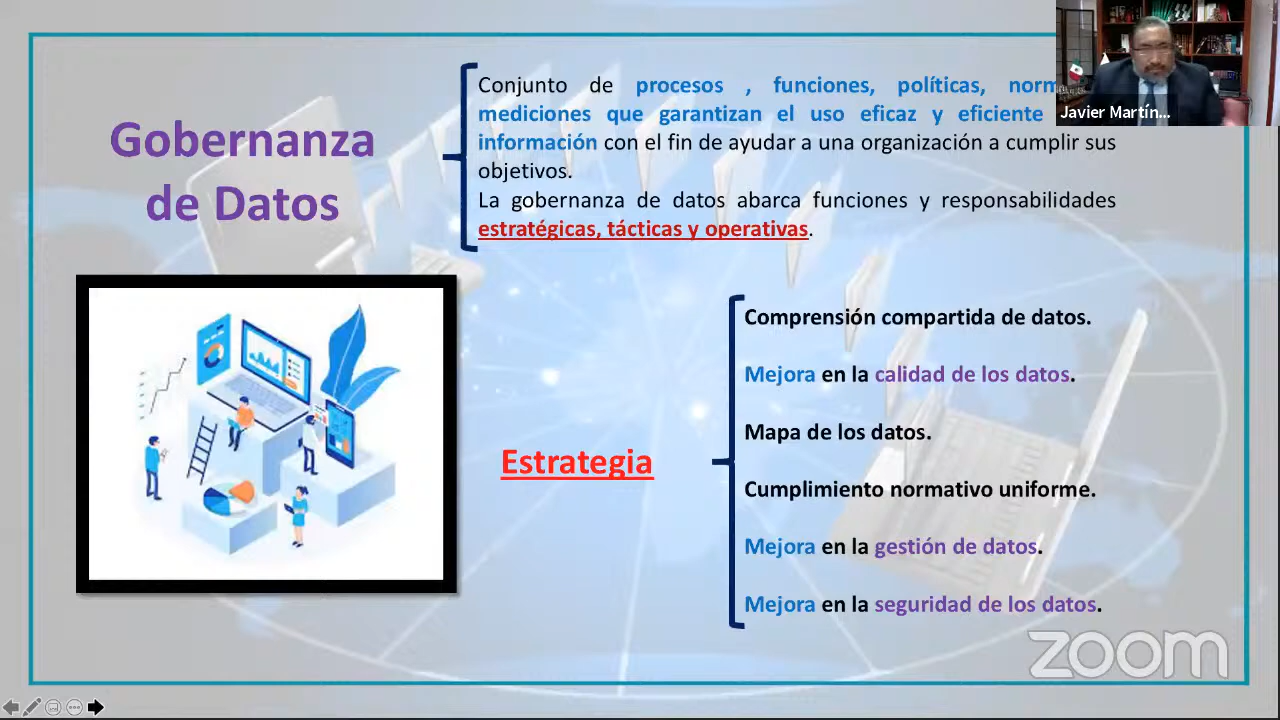 Gobernanza
de Datos
Conjunto de procesos , funciones, políticas,
mediciones que garantizan el uso eficaz y eficiente
información con el fin de ayudar a una organización a cumplir sus
objetivos.
La gobernanza de datos abarca funciones y responsabilidades
estratégicas, tácticas y operativas.
Javier Martín...
Estrategia
Comprensión compartida de datos.
Mejora en la calidad de los datos.
Mapa de los datos.
Cumplimiento normativo uniforme.
Mejora en la gestión de datos.
Mejora en la seguridad de los datos.
zoom